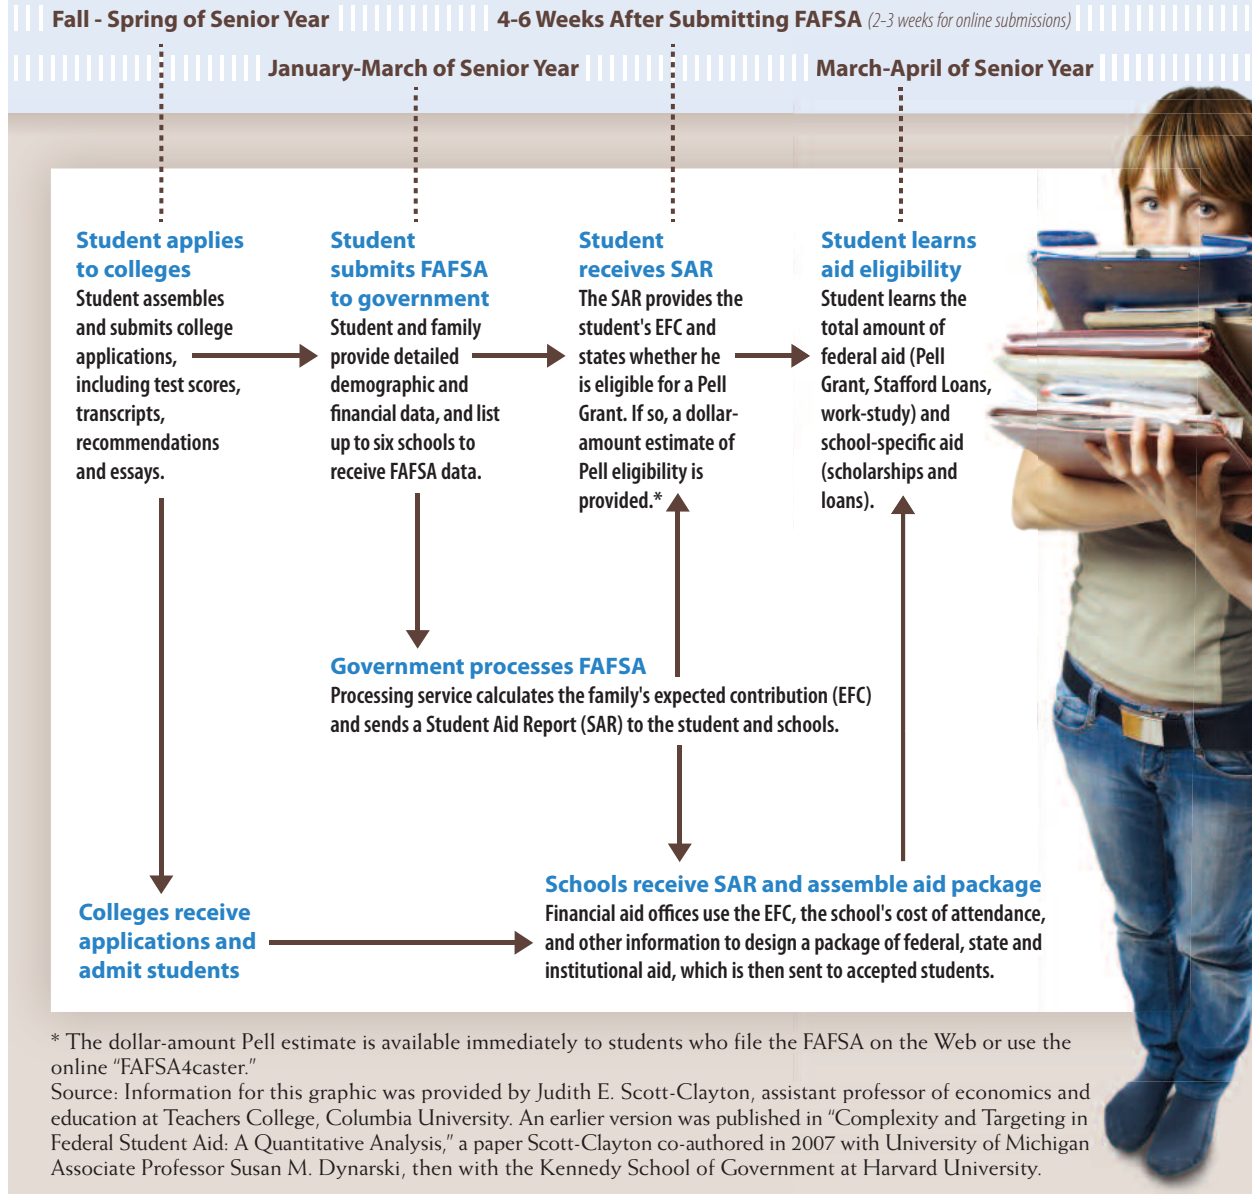 Fall - Spring of Senior Year
4-6 Weeks After Submitting FAFSA (2-3 weeks for online submissions)
January-March of Senior Year
March-April of Senior Year
Student applies
to colleges
Student assembles
and submits college
applications,
including test scores,
transcripts,
recommendations
and essays.
Student
submits FAFSA
to government
Student and family
provide detailed
demographic and
financial data, and list
up to six schools to
receive FAFSA data.
Student
receives SAR
The SAR provides the
student's EFC and
states whether he
is eligible for a Pell
Grant. If so, a dollar-
amount estimate of
Pell eligibility is
provided.*
Student learns
aid eligibility
Student learns the
total amount of
federal aid (Pell
Grant, Stafford Loans,
work-study) and
school-specific aid
(scholarships and
loans).
Government processes FAFSA
Processing service calculates the family's expected contribution (EFC)
and sends a Student Aid Report (SAR) to the student and schools.
Colleges receive
applications and
admit students
Schools receive SAR and assemble aid package
Financial aid offices use the EFC, the school's cost of attendance,
and other information to design a package of federal, state and
institutional aid, which is then sent to accepted students.
* The dollar-amount Pell estimate is available immediately to students who file the FAFSA on the Web or use the
online “FAFSA4caster.”
Source: Information for this graphic was provided by Judith E. Scott-Clayton, assistant professor of economics and
education at Teachers College, Columbia University. An earlier version was published in “Complexity and Targeting in
Federal Student Aid: A Quantitative Analysis,” a paper Scott-Clayton co-authored in 2007 with University of Michigan
Associate Professor Susan M. Dynarski, then with the Kennedy School of Government at Harvard University.